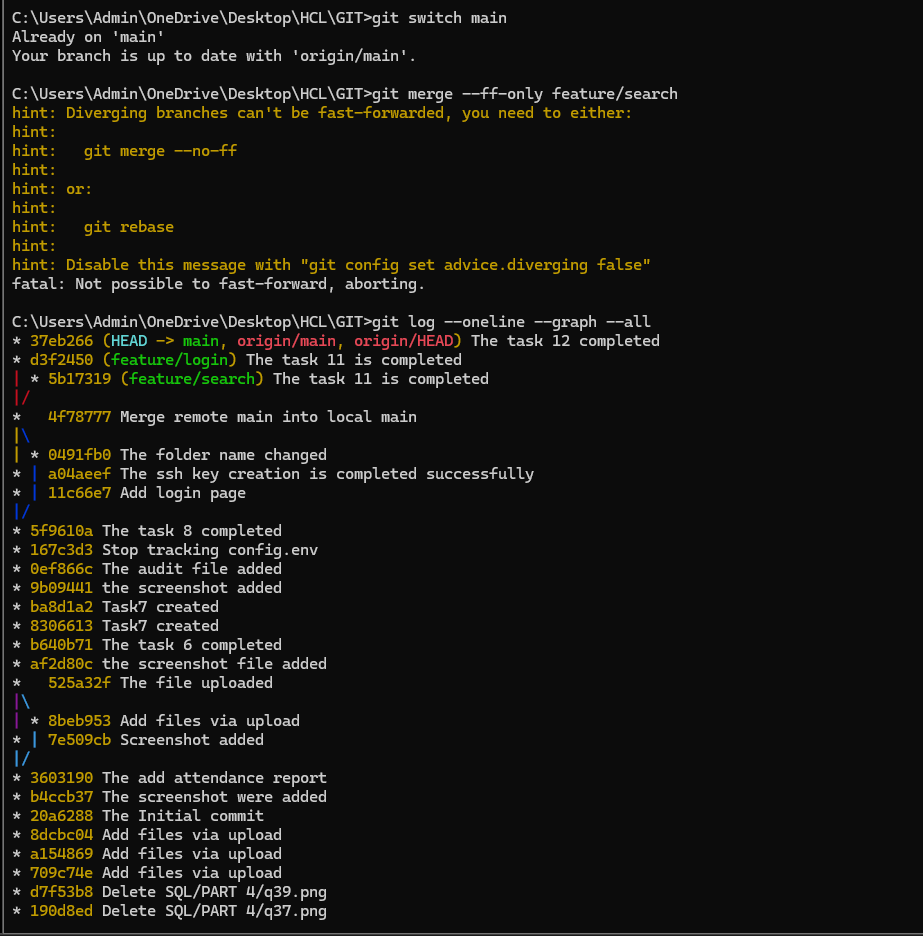 C:\Users\Admin\OneDrive\Desktop\HCL\GIT>git switch main
Already on 'main'
Your branch is up to date with 'origin/main'.

C:\Users\Admin\OneDrive\Desktop\HCL\GIT>git merge --ff-only feature/search
hint: Diverging branches can't be fast-forwarded, you need to either:
hint:
hint:   git merge --no-ff
hint:
hint: or:
hint:
hint:   git rebase
hint:
hint: Disable this message with "git config set advice.diverging false"
fatal: Not possible to fast-forward, aborting.

C:\Users\Admin\OneDrive\Desktop\HCL\GIT>git log --oneline --graph --all
* 37eb266 (HEAD -> main, origin/main, origin/HEAD) The task 12 completed
* d3f2450 (feature/login) The task 11 is completed
| * 5b17319 (feature/search) The task 11 is completed
|/
*   4f78777 Merge remote main into local main
|\
| * 0491fb0 The folder name changed
* | a04aeef The ssh key creation is completed successfully
* | 11c66e7 Add login page
|/
* 5f9610a The task 8 completed
* 167c3d3 Stop tracking config.env
* 0ef866c The audit file added
* 9b09441 the screenshot added
* ba8d1a2 Task7 created
* 8306613 Task7 created
* b640b71 The task 6 completed
* af2d80c the screenshot file added
*   525a32f The file uploaded
|\
| * 8beb953 Add files via upload
* | 7e509cb Screenshot added
|/
* 3603190 The add attendance report
* b4ccb37 The screenshot were added
* 20a6288 The Initial commit
* 8dcbc04 Add files via upload
* a154869 Add files via upload
* 709c74e Add files via upload
* d7f53b8 Delete SQL/PART 4/q39.png
* 190d8ed Delete SQL/PART 4/q37.png